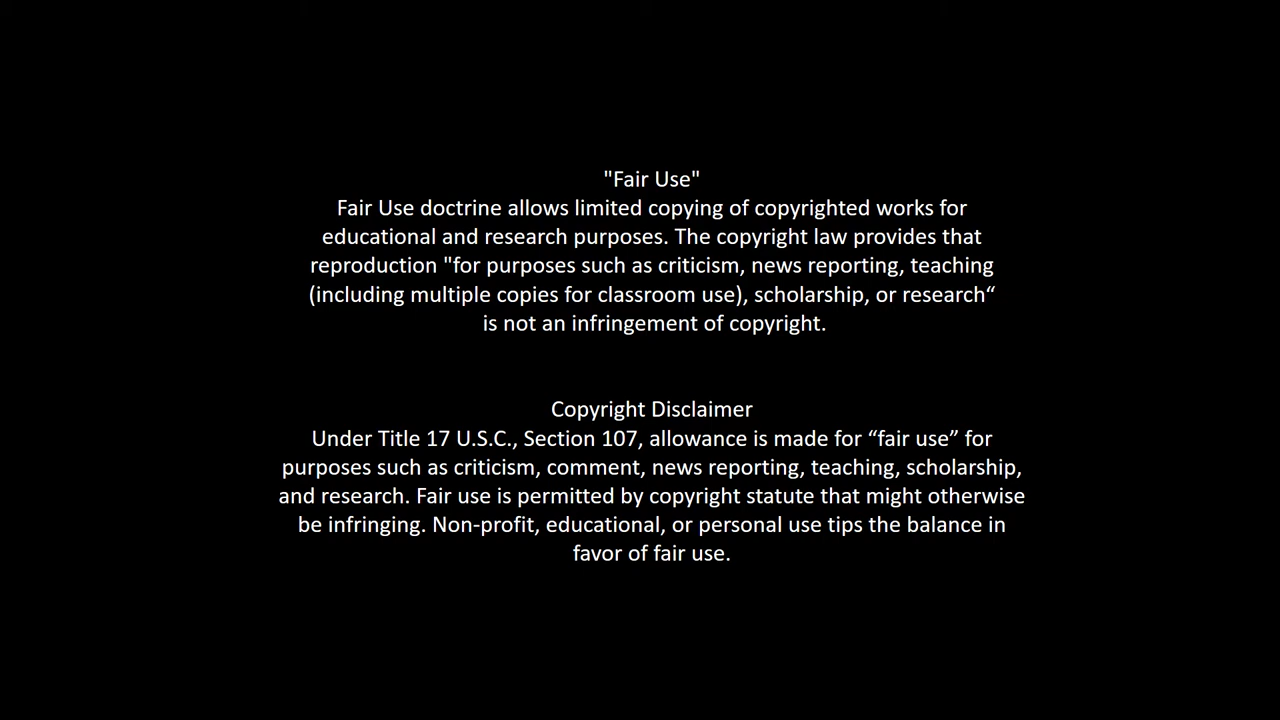 "Fair Use"
Fair Use doctrine allows limited copying of copyrighted works for
educational and research purposes. The copyright law provides that
reproduction "for purposes such as criticism, news reporting, teaching
(including multiple copies for classroom use), scholarship, or research“
is not an infringement of copyright.
Copyright Disclaimer
Under Title 17 U.S.C., Section 107, allowance is made for “fair use” for
purposes such as criticism, comment, news reporting, teaching, scholarship,
and research. Fair use is permitted by copyright statute that might otherwise
be infringing. Non-profit, educational, or personal use tips the balance in
favor of fair use.